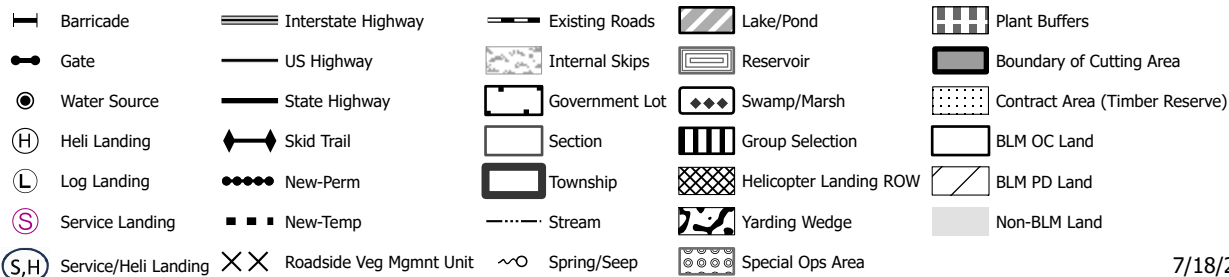 Barricade Interstate Highway Existing Roads Lake/Pond Plant Buffers
Gate US Highway Internal Skips Reservoir Boundary of Cutting Area
Water Source State Highway Government Lot Swamp/Marsh Contract Area (Timber Reserve)
H Heli Landing Skid Trail Section Group Selection BLM OC Land
L Log Landing New-Perm Township Helicopter Landing ROW BLM PD Land
S Service Landing New-Temp Stream Yarding Wedge Non-BLM Land
S,H Service/Heli Landing Roadside Veg Mgmnt Unit Spring/Seep Special Ops Area
7/18/2